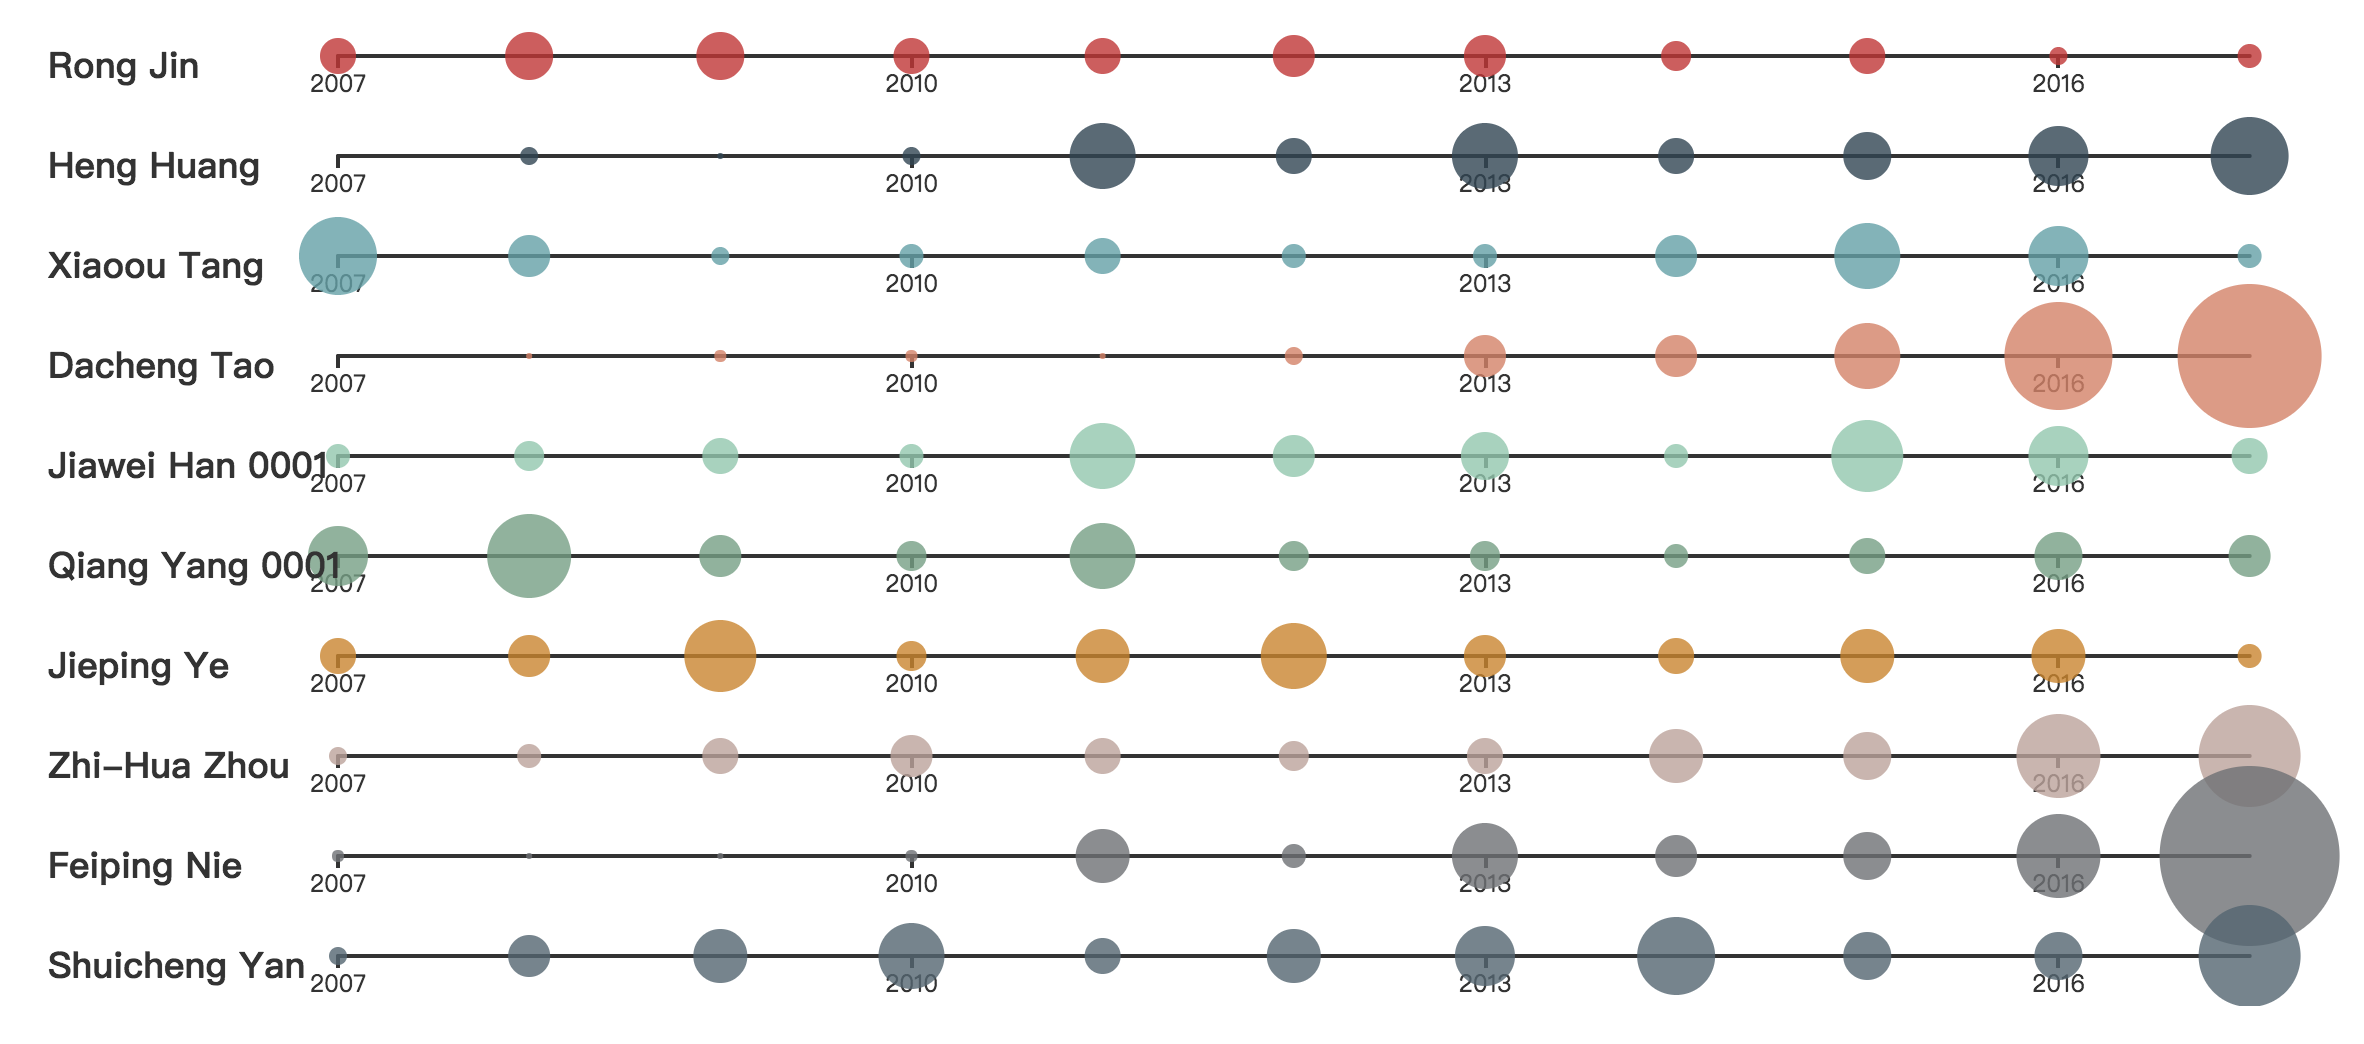 Rong Jin
2007 2010 2013 2016
Heng Huang
2007 2010 2013 2016
Xiaoou Tang
2007 2010 2013 2016
Dacheng Tao
2007 2010 2013 2016
Jiawei Han 0001
2007 2010 2013 2016
Qiang Yang 0001
2007 2010 2013 2016
Jieping Ye
2007 2010 2013 2016
Zhi-Hua Zhou
2007 2010 2013 2016
Feiping Nie
2007 2010 2013 2016
Shuicheng Yan
2007 2010 2013 2016